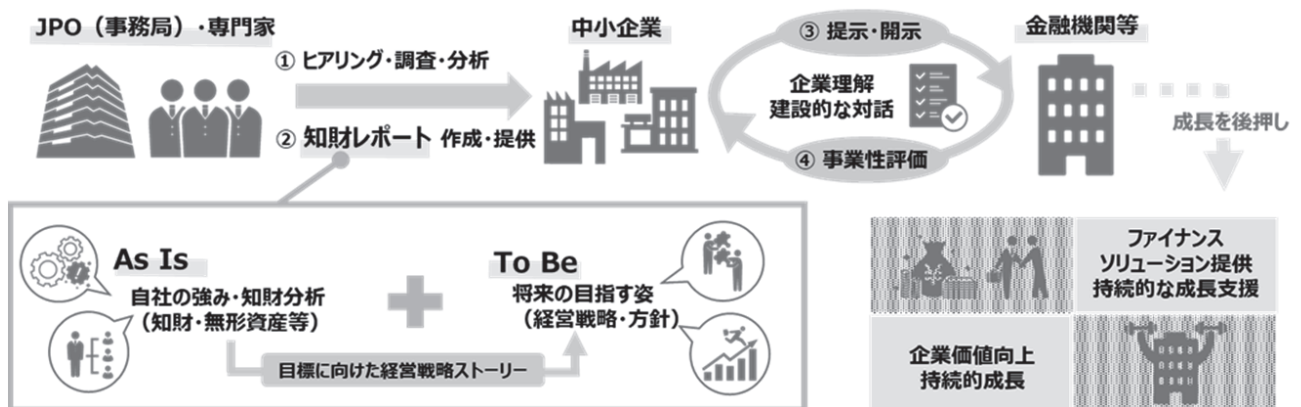 JPO（事務局）・専門家
① ヒアリング・調査・分析
② 知財レポート 作成・提供
中小企業
③ 提示・開示
企業理解
建設的な対話
④ 事業性評価
金融機関等
成長を後押し
As Is
自社の強み・知財分析
（知財・無形資産等）
To Be
将来の目指す姿
（経営戦略・方針）
目標に向けた経営戦略ストーリー
ファイナンス
ソリューション提供
持続的な成長支援
企業価値向上
持続的成長